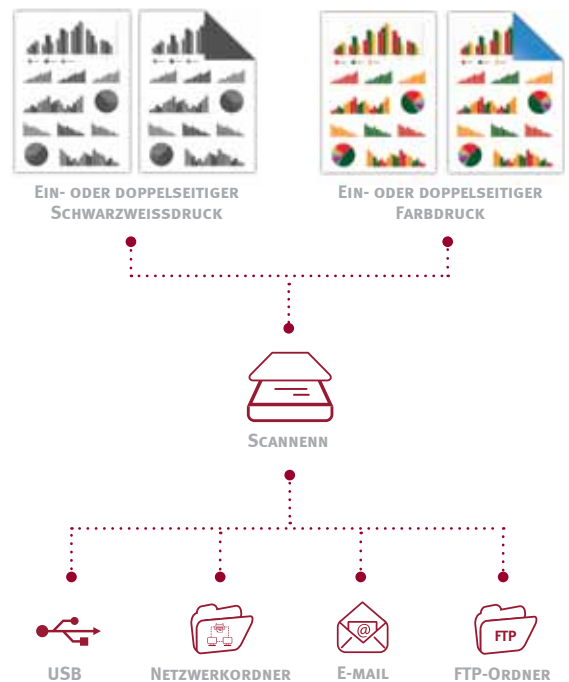 EIN- ODER DOPPELSEITIGER
SCHWARZWEISSDRUCK
EIN- ODER DOPPELSEITIGER
FARBDRUCK
SCANNENN
@
FTP
USB
NETZWERKORDNER
E-MAIL
FTP-ORDNER